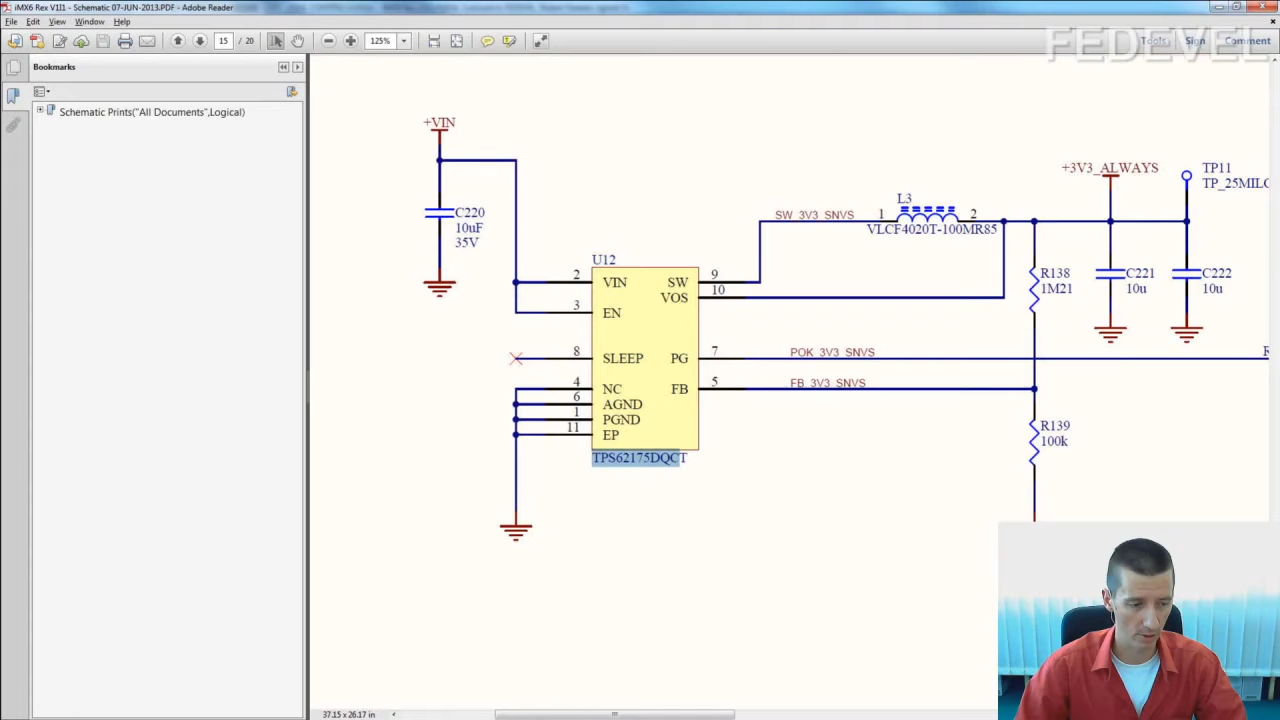 iMX6 Rex V1I1 - Schematic 07-JUN-2013.PDF - Adobe Reader
File Edit View Window Help
15 / 20 125% Tools Sign Comment
FEDEVEL
Bookmarks
Schematic Prints("All Documents",Logical)
+VIN
C220
10uF
35V
U12
2 VIN
3 EN
8 SLEEP
4 NC
6 AGND
1 PGND
11 EP
SW 9
VOS 10
PG 7
FB 5
TPS62175DQCT
SW_3V3_SNVS
POK_3V3_SNVS
FB_3V3_SNVS
L3
1 2
VLCF4020T-100MR85
+3V3_ALWAYS
TP11
R138
1M21
C221
10u
C222
10u
R139
100k
37.15 x 26.17 in